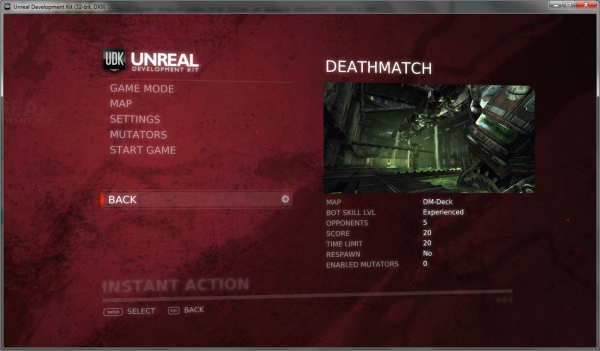 Unreal Development Kit (32-bit, DX9)
UDK UNREAL
DEVELOPMENT KIT
GAME MODE
MAP
SETTINGS
MUTATORS
START GAME
BACK
DEATHMATCH
MAP DM-Deck
BOT SKILL LVL Experienced
OPPONENTS 5
SCORE 20
TIME LIMIT 20
RESPAWN No
ENABLED MUTATORS 0
INSTANT ACTION
SELECT
BACK